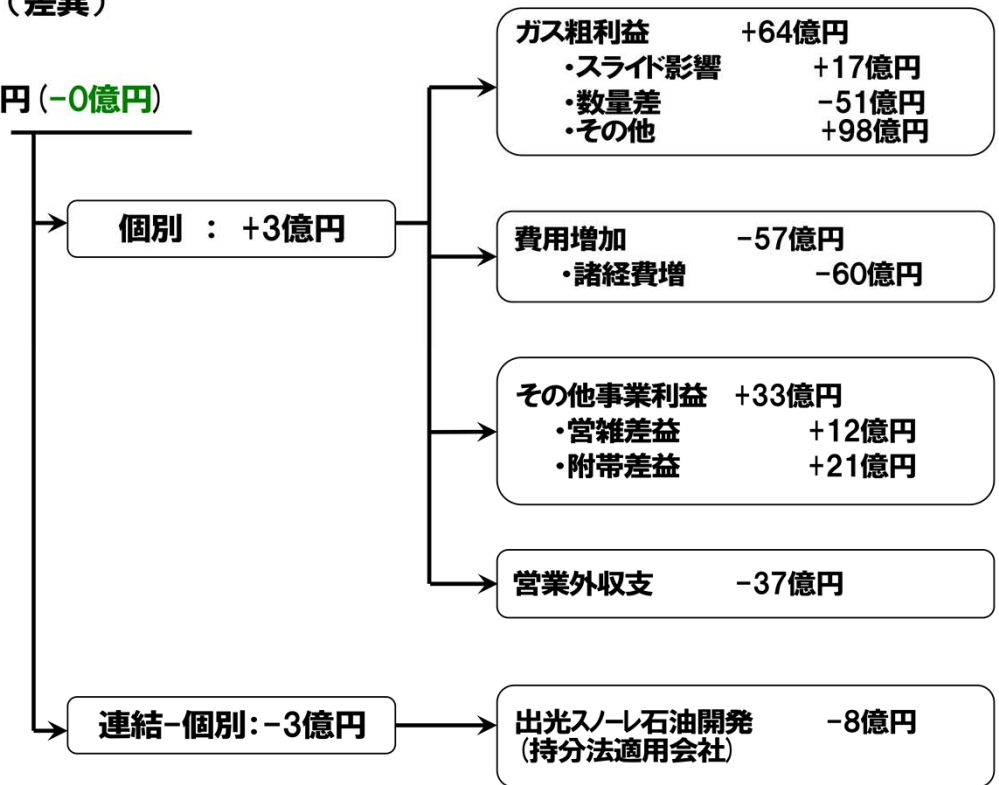 （差異）
円(-0億円)
個別 ： +3億円
連結-個別：-3億円
ガス粗利益 +64億円
・スライド影響 +17億円
・数量差 -51億円
・その他 +98億円
費用増加 -57億円
・諸経費増 -60億円
その他事業利益 +33億円
・営雑差益 +12億円
・附帯差益 +21億円
営業外収支 -37億円
出光スノーレ石油開発 -8億円
(持分法適用会社)